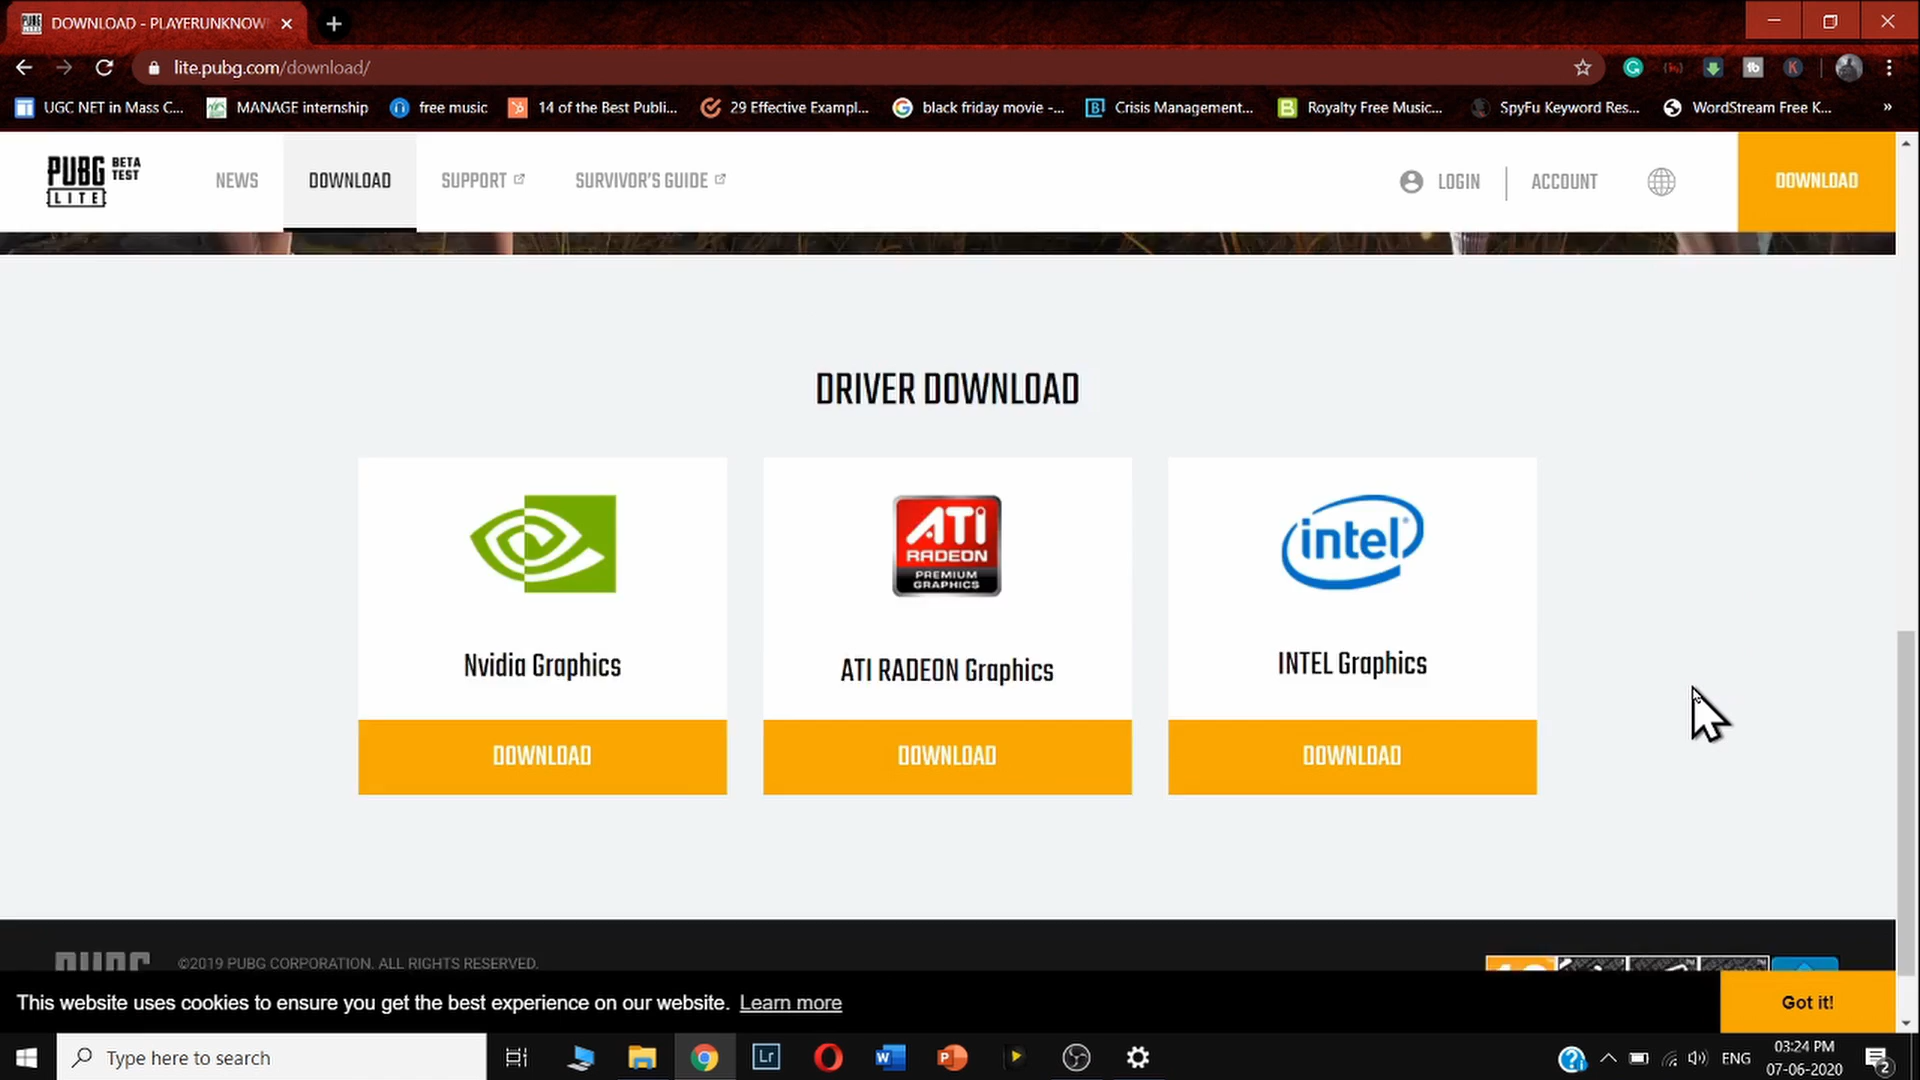 DOWNLOAD - PLAYERUNKNOW
lite.pubg.com/download/
UGC NET in Mass C...
MANAGE internship
free music
14 of the Best Publi...
29 Effective Exampl...
black friday movie -...
Crisis Management...
Royalty Free Music...
SpyFu Keyword Res...
WordStream Free K...
»
PUBG LITE
BETA TEST
NEWS
DOWNLOAD
SUPPORT
SURVIVOR'S GUIDE
LOGIN
ACCOUNT
DOWNLOAD
DRIVER DOWNLOAD
ATI
RADEON
PREMIUM
GRAPHICS
intel
Nvidia Graphics
ATI RADEON Graphics
INTEL Graphics
DOWNLOAD
DOWNLOAD
DOWNLOAD
©2019 PUBG CORPORATION. ALL RIGHTS RESERVED.
This website uses cookies to ensure you get the best experience on our website. Learn more
Got it!
Type here to search
Lr
ENG
03:24 PM
07-06-2020
2